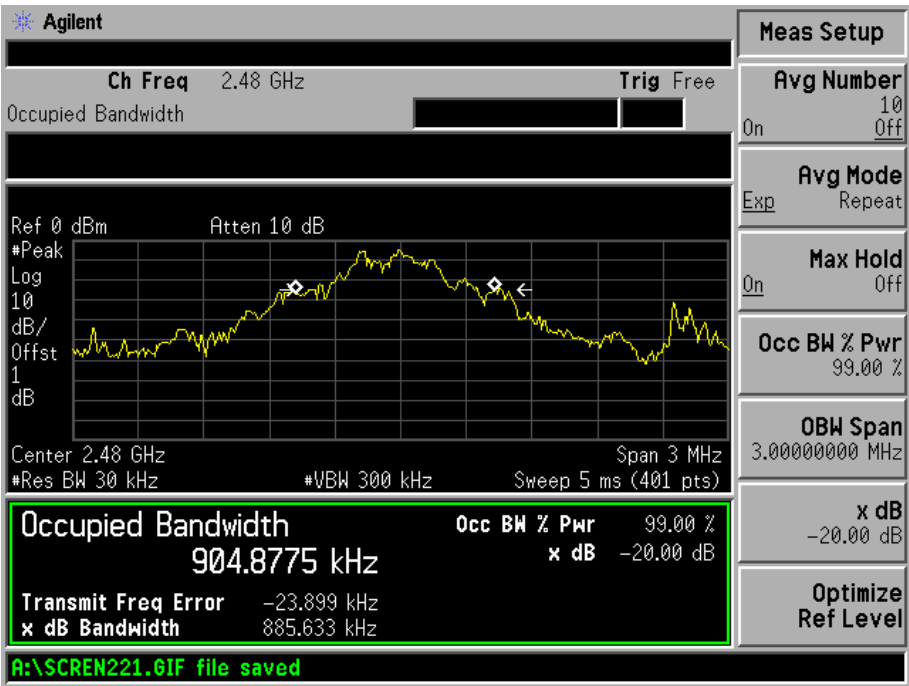 Agilent
Ch Freq 2.48 GHz Trig Free
Occupied Bandwidth
Ref 0 dBm Atten 10 dB
#Peak
Log
10
dB/
Offst
1
dB
Center 2.48 GHz Span 3 MHz
#Res BW 30 kHz #VBW 300 kHz Sweep 5 ms (401 pts)
Occupied Bandwidth
904.8775 kHz
Occ BW % Pwr 99.00 %
x dB -20.00 dB
Transmit Freq Error -23.899 kHz
x dB Bandwidth 885.633 kHz
A:\SCREN221.GIF file saved
Meas Setup
Avg Number
10
On Off
Avg Mode
Exp Repeat
Max Hold
On Off
Occ BW % Pwr
99.00 %
OBW Span
3.00000000 MHz
x dB
-20.00 dB
Optimize
Ref Level